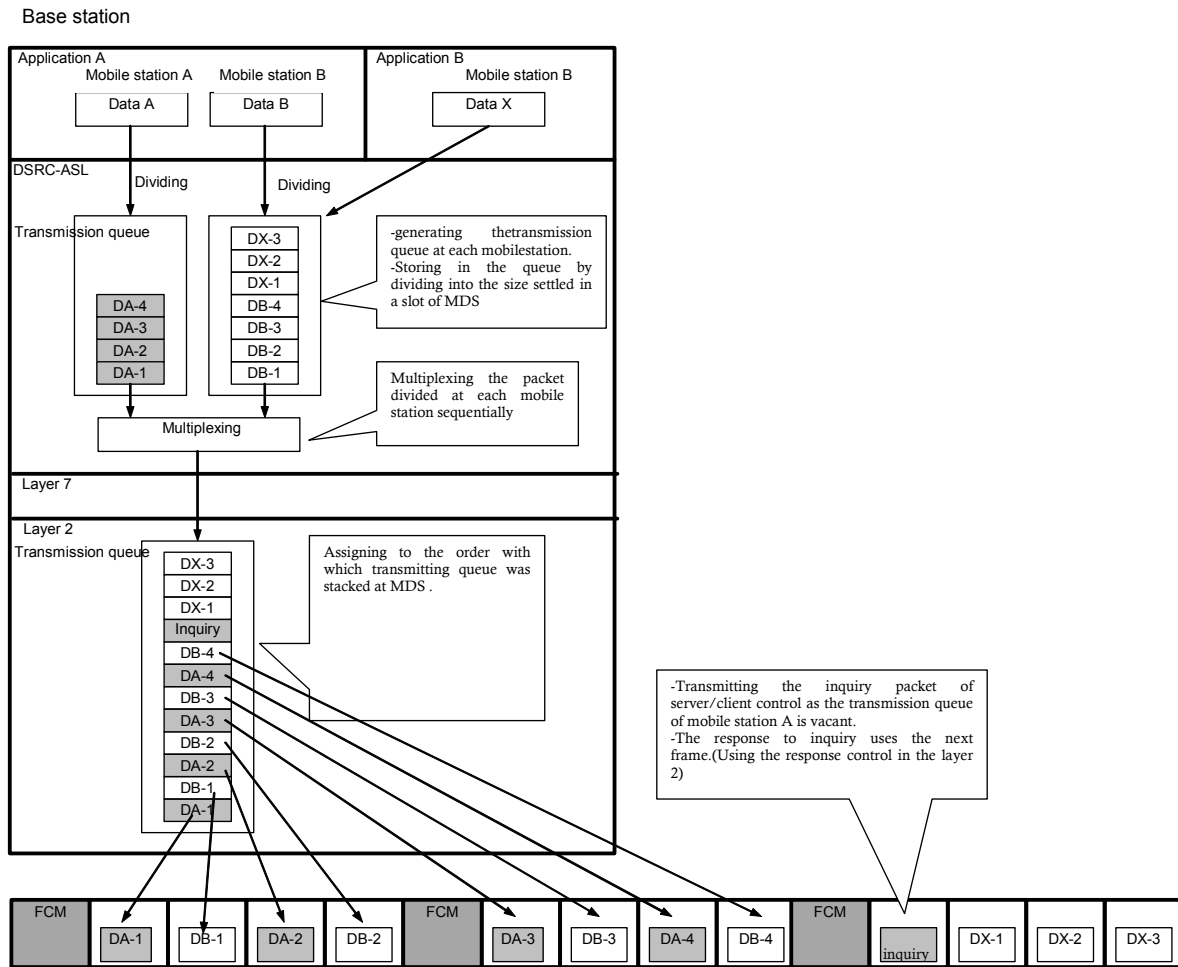 Base station
Application A
Application B
Mobile station A
Mobile station B
Mobile station B
Data A
Data B
Data X
DSRC-ASL
Dividing
Dividing
Transmission queue
DA-4
DA-3
DA-2
DA-1
DX-3
DX-2
DX-1
DB-4
DB-3
DB-2
DB-1
-generating thetransmission
queue at each mobilestation.
-Storing in the queue by
dividing into the size settled in
a slot of MDS
Multiplexing the packet
divided at each mobile
station sequentially
Multiplexing
Layer 7
Layer 2
Transmission queue
DX-3
DX-2
DX-1
Inquiry
DB-4
DA-4
DB-3
DA-3
DB-2
DA-2
DB-1
DA-1
Assigning to the order with
which transmitting queue was
stacked at MDS .
-Transmitting the inquiry packet of
server/client control as the transmission queue
of mobile station A is vacant.
-The response to inquiry uses the next
frame.(Using the response control in the layer
2)
FCM
DA-1
DB-1
DA-2
DB-2
FCM
DA-3
DB-3
DA-4
DB-4
FCM
inquiry
DX-1
DX-2
DX-3